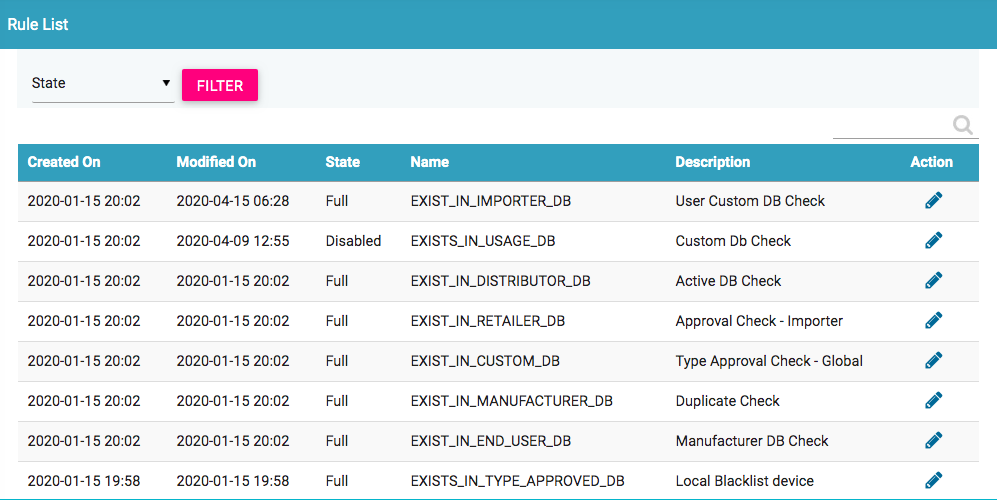 Rule List
State FILTER
Created On Modified On State Name Description Action
2020-01-15 20:02 2020-04-15 06:28 Full EXIST_IN_IMPORTER_DB User Custom DB Check
2020-01-15 20:02 2020-04-09 12:55 Disabled EXISTS_IN_USAGE_DB Custom Db Check
2020-01-15 20:02 2020-01-15 20:02 Full EXIST_IN_DISTRIBUTOR_DB Active DB Check
2020-01-15 20:02 2020-01-15 20:02 Full EXIST_IN_RETAILER_DB Approval Check - Importer
2020-01-15 20:02 2020-01-15 20:02 Full EXIST_IN_CUSTOM_DB Type Approval Check - Global
2020-01-15 20:02 2020-01-15 20:02 Full EXIST_IN_MANUFACTURER_DB Duplicate Check
2020-01-15 20:02 2020-01-15 20:02 Full EXIST_IN_END_USER_DB Manufacturer DB Check
2020-01-15 19:58 2020-01-15 19:58 Full EXISTS_IN_TYPE_APPROVED_DB Local Blacklist device